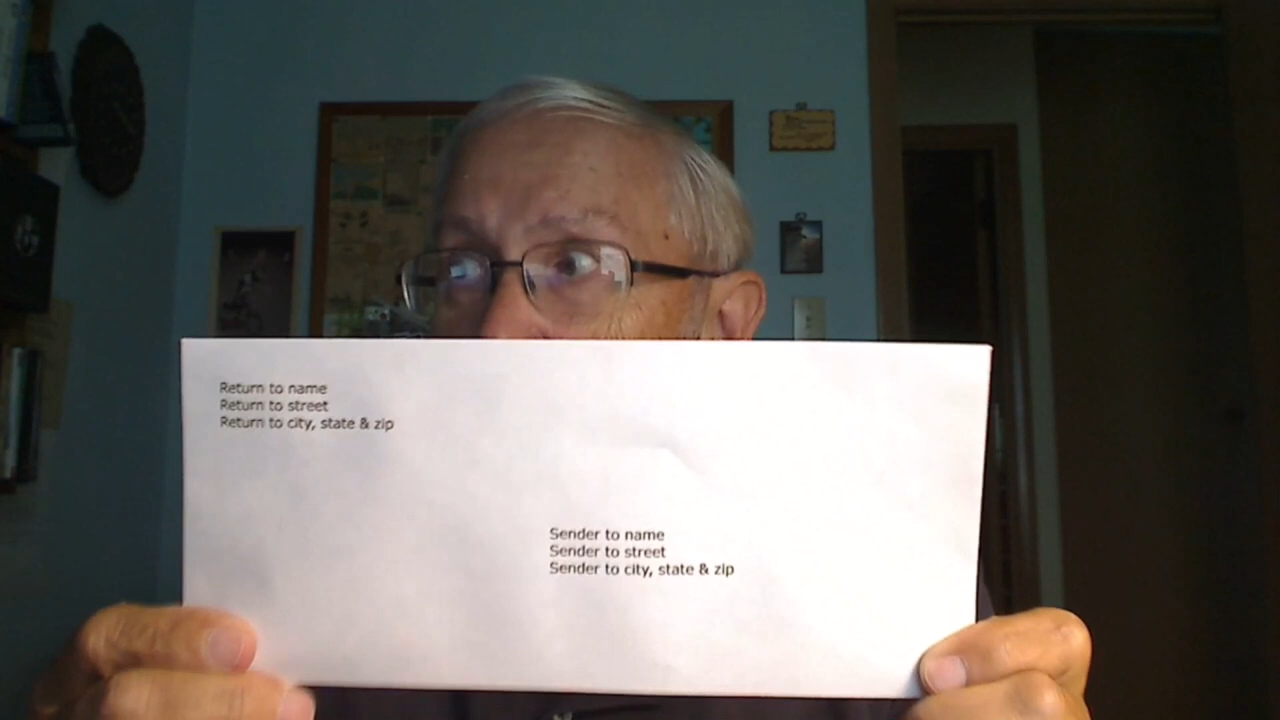 Return to name
Return to street
Return to city, state & zip
Sender to name
Sender to street
Sender to city, state & zip